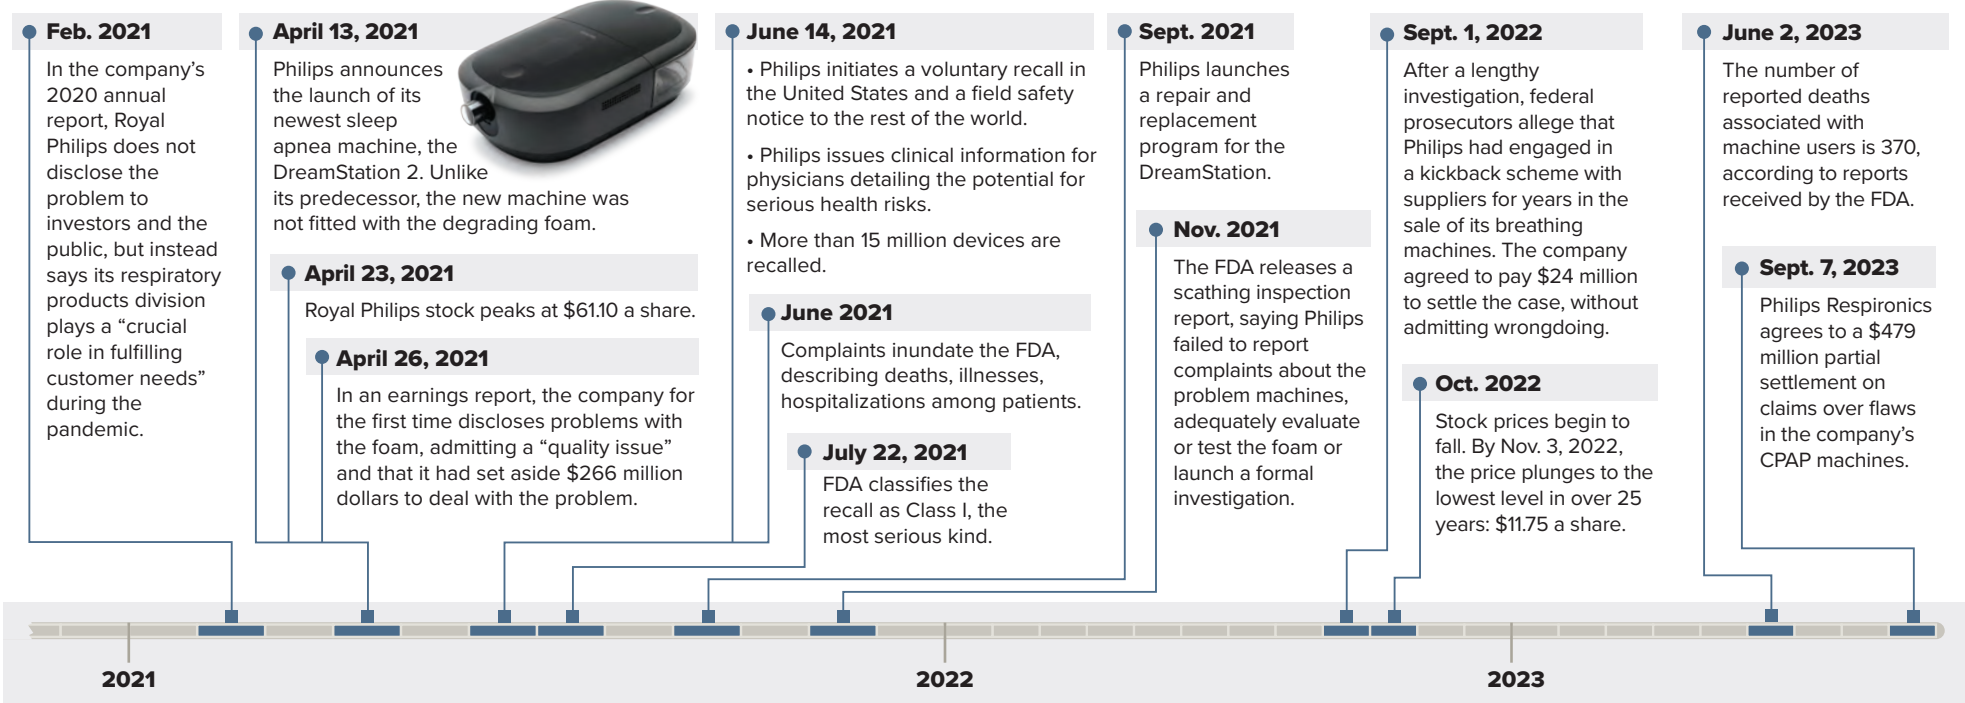 Feb. 2021
In the company’s
2020 annual
report, Royal
Philips does not
disclose the
problem to
investors and the
public, but instead
says its respiratory
products division
plays a “crucial
role in fulfilling
customer needs”
during the
pandemic.
April 13, 2021
Philips announces
the launch of its
newest sleep
apnea machine, the
DreamStation 2. Unlike
its predecessor, the new machine was
not fitted with the degrading foam.
April 23, 2021
Royal Philips stock peaks at $61.10 a share.
April 26, 2021
In an earnings report, the company for
the first time discloses problems with
the foam, admitting a “quality issue”
and that it had set aside $266 million
dollars to deal with the problem.
June 14, 2021
• Philips initiates a voluntary recall in
the United States and a field safety
notice to the rest of the world.
• Philips issues clinical information for
physicians detailing the potential for
serious health risks.
• More than 15 million devices are
recalled.
June 2021
Complaints inundate the FDA,
describing deaths, illnesses,
hospitalizations among patients.
July 22, 2021
FDA classifies the
recall as Class I, the
most serious kind.
Sept. 2021
Philips launches
a repair and
replacement
program for the
DreamStation.
Nov. 2021
The FDA releases a
scathing inspection
report, saying Philips
failed to report
complaints about the
problem machines,
adequately evaluate
or test the foam or
launch a formal
investigation.
Sept. 1, 2022
After a lengthy
investigation, federal
prosecutors allege that
Philips had engaged in
a kickback scheme with
suppliers for years in the
sale of its breathing
machines. The company
agreed to pay $24 million
to settle the case, without
admitting wrongdoing.
Oct. 2022
Stock prices begin to
fall. By Nov. 3, 2022,
the price plunges to the
lowest level in over 25
years: $11.75 a share.
June 2, 2023
The number of
reported deaths
associated with
machine users is 370,
according to reports
received by the FDA.
Sept. 7, 2023
Philips Respironics
agrees to a $479
million partial
settlement on
claims over flaws
in the company’s
CPAP machines.
2021
2022
2023